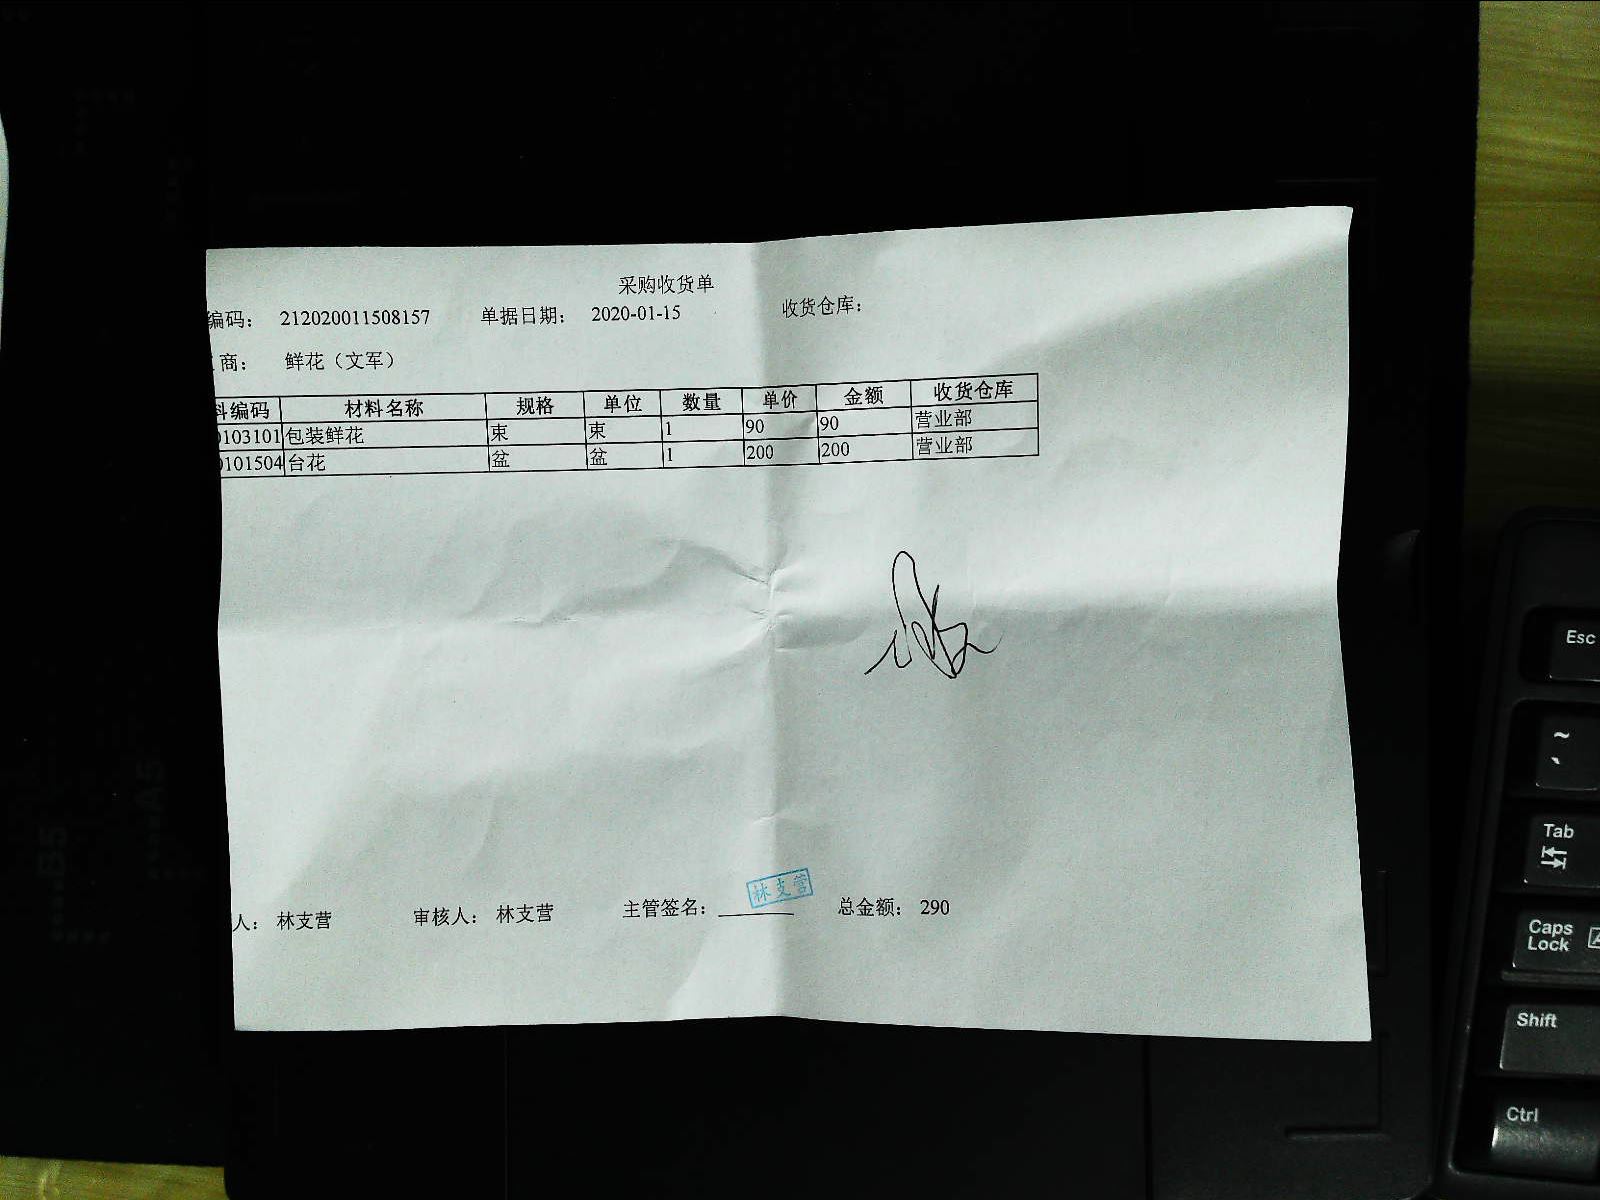 采购收货单
编码： 212020011508157 单据日期： 2020-01-15 收货仓库：
商： 鲜花（文军）
料编码 材料名称 规格 单位 数量 单价 金额 收货仓库
0103101 包装鲜花 束 束 1 90 90 营业部
0101504 台花 盆 盆 1 200 200 营业部
林支营
人： 林支营 审核人： 林支营 主管签名： 总金额： 290
Esc
~
Tab
Caps Lock
Shift
Ctrl
B5
A5